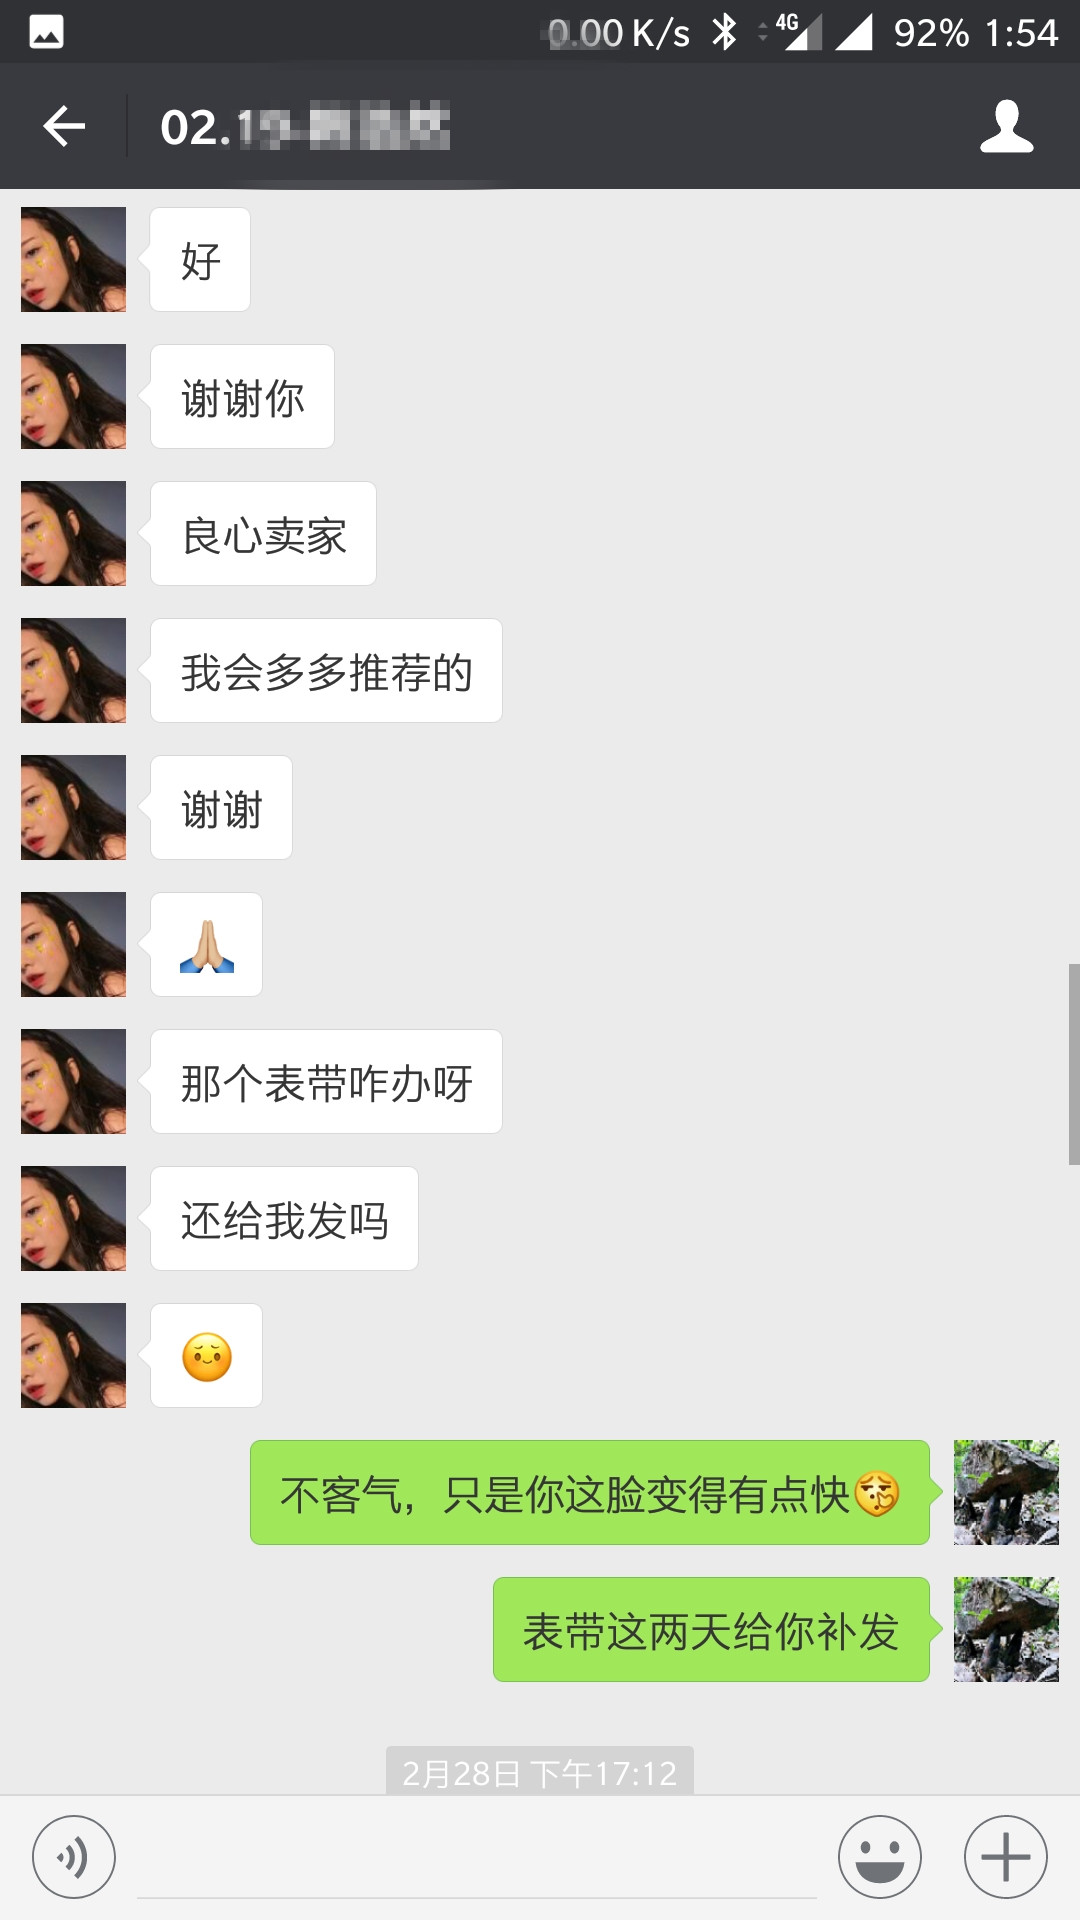 0.00 K/s 4G 92% 1:54
02.
好
谢谢你
良心卖家
我会多多推荐的
谢谢
🙏🏼
那个表带咋办呀
还给我发吗
不客气，只是你这脸变得有点快
表带这两天给你补发
2月28日 下午17:12